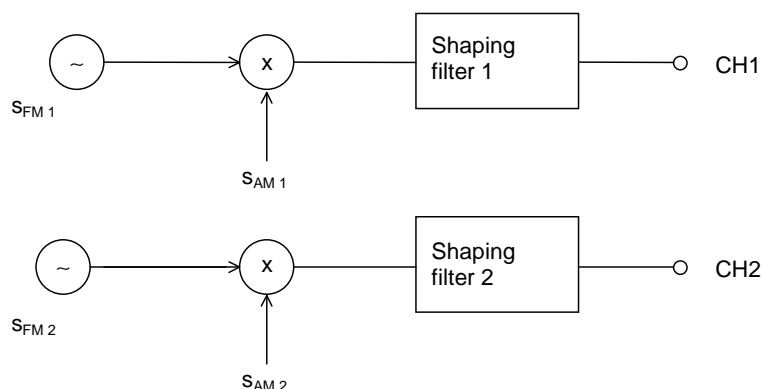 ~
x
Shaping
filter 1
CH1
sFM 1
sAM 1
~
x
Shaping
filter 2
CH2
sFM 2
sAM 2